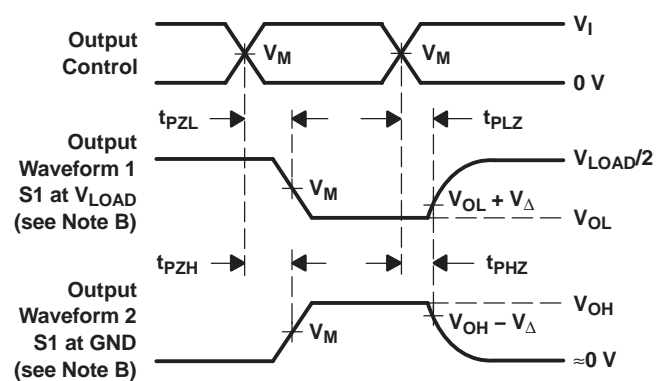 Output
Control
V_I
V_M
V_M
0 V
t_PZL
t_PLZ
Output
Waveform 1
S1 at V_LOAD
(see Note B)
V_LOAD/2
V_M
V_OL + V_Δ
V_OL
t_PZH
t_PHZ
Output
Waveform 2
S1 at GND
(see Note B)
V_OH
V_OH − V_Δ
V_M
≈0 V